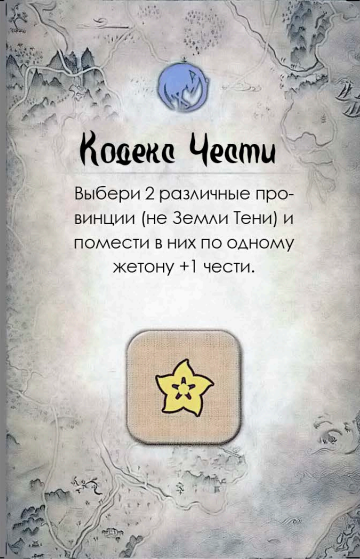 Кодекс Чести
Выбери 2 различные про-
винции (не Земли Тени) и
помести в них по одному
жетону +1 чести.